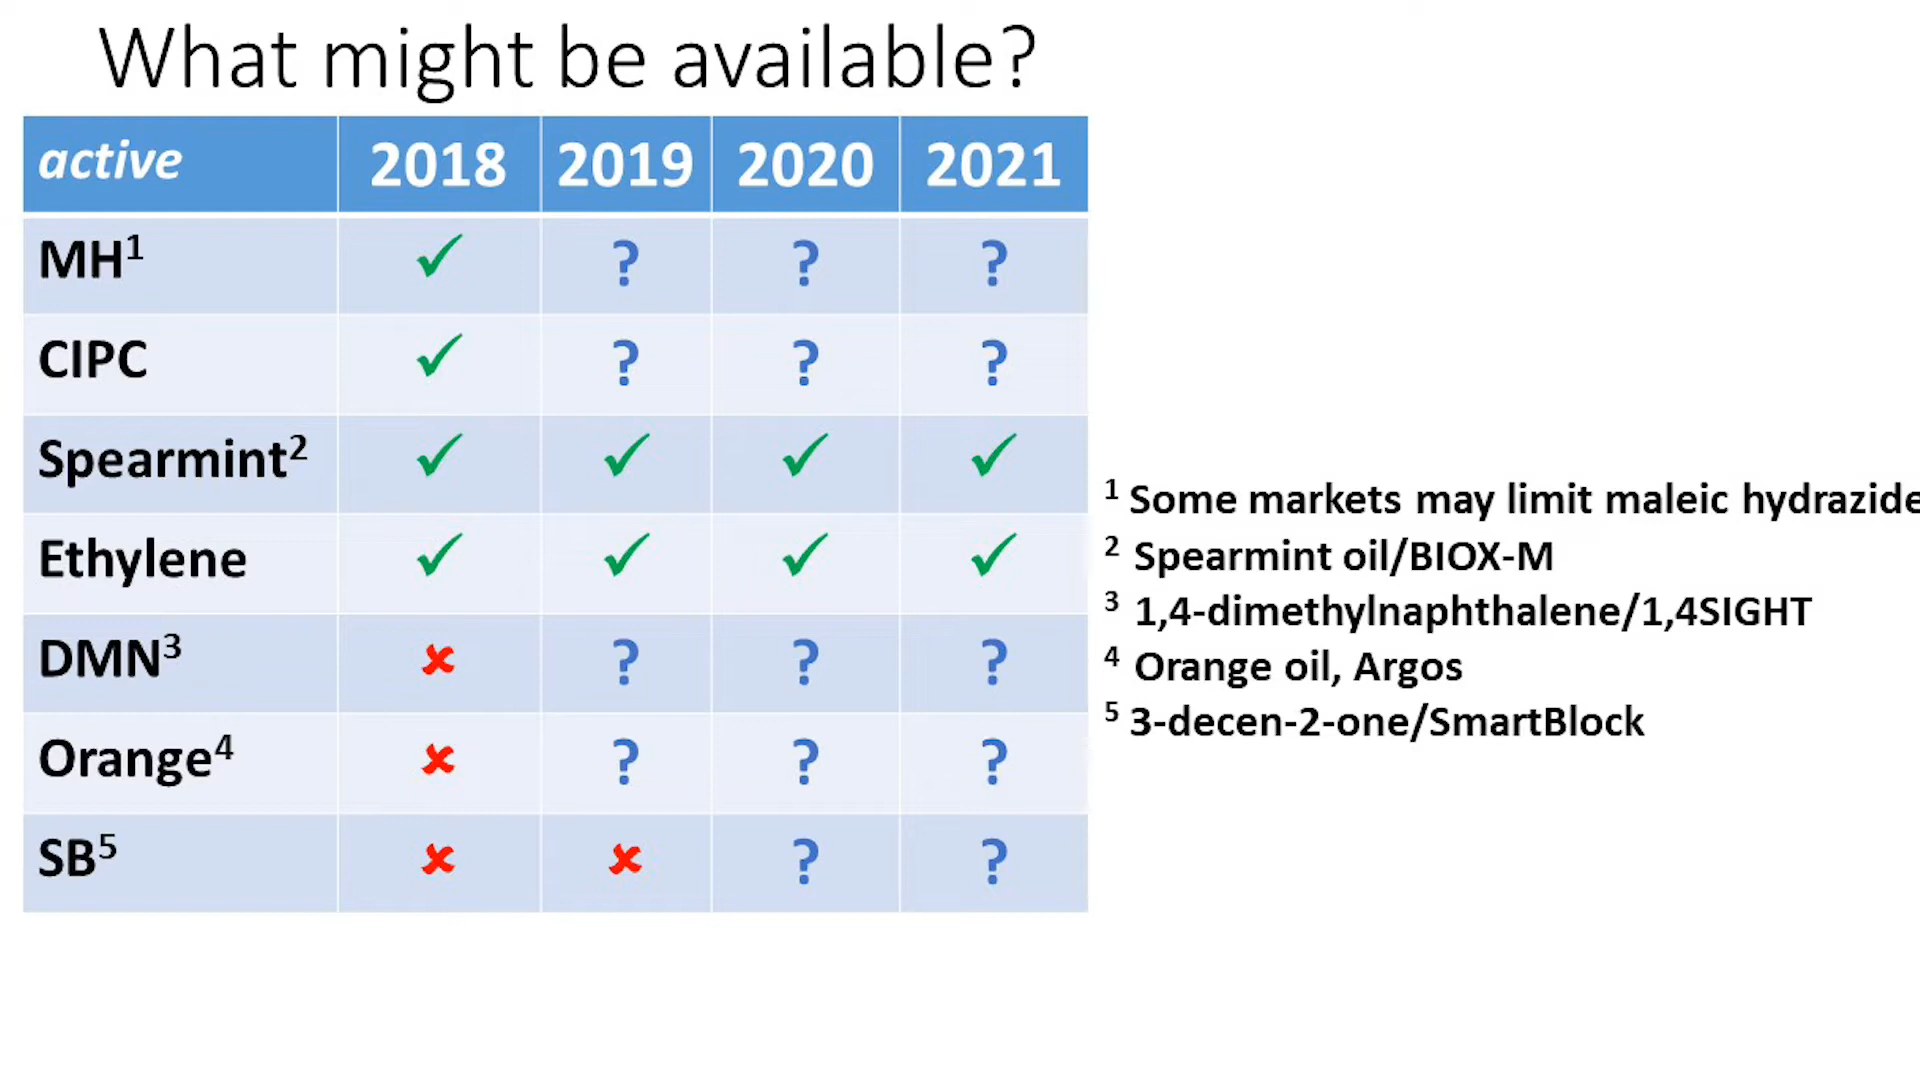 What might be available?
active 2018 2019 2020 2021
MH¹ ✓ ? ? ?
CIPC ✓ ? ? ?
Spearmint² ✓ ✓ ✓ ✓
Ethylene ✓ ✓ ✓ ✓
DMN³ ✘ ? ? ?
Orange⁴ ✘ ? ? ?
SB⁵ ✘ ✘ ? ?
¹ Some markets may limit maleic hydrazide
² Spearmint oil/BIOX-M
³ 1,4-dimethylnaphthalene/1,4SIGHT
⁴ Orange oil, Argos
⁵ 3-decen-2-one/SmartBlock